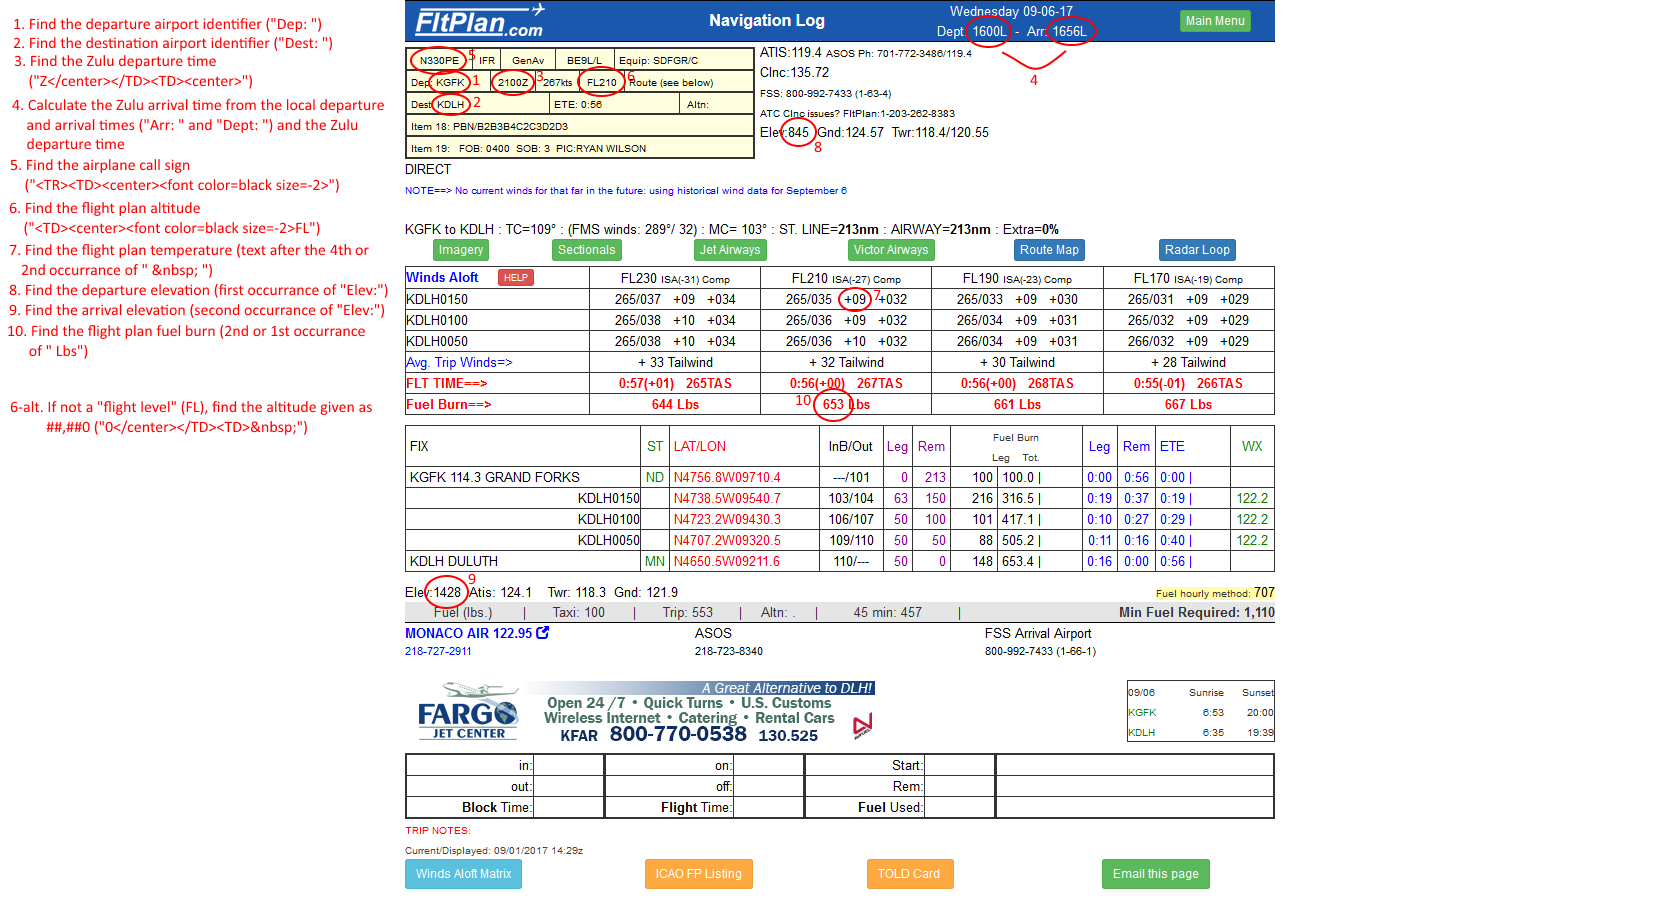 1. Find the departure airport identifier ("Dep: ")
2. Find the destination airport identifier ("Dest: ")
3. Find the Zulu departure time
("Z</center></TD><TD><center>")
4. Calculate the Zulu arrival time from the local departure
and arrival times ("Arr: " and "Dept: ") and the Zulu
departure time
5. Find the airplane call sign
("<TR><TD><center><font color=black size=-2>")
6. Find the flight plan altitude
("<TD><center><font color=black size=-2>FL")
7. Find the flight plan temperature (text after the 4th or
2nd occurrance of " &nbsp; ")
8. Find the departure elevation (first occurrance of "Elev:")
9. Find the arrival elevation (second occurrance of "Elev:")
10. Find the flight plan fuel burn (2nd or 1st occurrance
of " Lbs")
6-alt. If not a "flight level" (FL), find the altitude given as
##,##0 ("0</center></TD><TD>&nbsp;")
FltPlan.com
Navigation Log
Wednesday 09-06-17
Dept: 1600L - Arr: 1656L
Main Menu
4
N330PE 5 IFR GenAv BE9L/L Equip: SDFGR/C
Dep: KGFK 1 2100Z 3 267kts FL210 6 Route (see below)
Dest: KDLH 2 ETE: 0:56 Altn:
Item 18: PBN/B2B3B4C2C3D2D3
Item 19: FOB: 0400 SOB: 3 PIC:RYAN WILSON
ATIS:119.4 ASOS Ph: 701-772-3486/119.4
Clnc:135.72
FSS: 800-992-7433 (1-63-4)
ATC Clnc issues? FltPlan:1-203-262-8383
Elev:845 Gnd:124.57 Twr:118.4/120.55
8
DIRECT
NOTE==> No current winds for that far in the future: using historical wind data for September 6
KGFK to KDLH : TC=109° : (FMS winds: 289°/ 32) : MC= 103° : ST. LINE=213nm : AIRWAY=213nm : Extra=0%
Imagery Sectionals Jet Airways Victor Airways Route Map Radar Loop
Winds Aloft HELP FL230 ISA(-31) Comp FL210 ISA(-27) Comp FL190 ISA(-23) Comp FL170 ISA(-19) Comp
KDLH0150 265/037 +09 +034 265/035 +09 7 +032 265/033 +09 +030 265/031 +09 +029
KDLH0100 265/038 +10 +034 265/036 +09 +032 265/034 +09 +031 265/032 +09 +029
KDLH0050 265/038 +10 +034 265/036 +10 +032 266/034 +09 +031 266/032 +09 +029
Avg. Trip Winds=> + 33 Tailwind + 32 Tailwind + 30 Tailwind + 28 Tailwind
FLT TIME==> 0:57(+01) 265TAS 0:56(+00) 267TAS 0:56(+00) 268TAS 0:55(-01) 266TAS
Fuel Burn==> 644 Lbs 10 653 Lbs 661 Lbs 667 Lbs
FIX ST LAT/LON InB/Out Leg Rem Fuel Burn Leg Tot. Leg Rem ETE WX
KGFK 114.3 GRAND FORKS ND N4756.8W09710.4 ---/101 0 213 100 100.0 | 0:00 0:56 0:00 |
KDLH0150 N4738.5W09540.7 103/104 63 150 216 316.5 | 0:19 0:37 0:19 | 122.2
KDLH0100 N4723.2W09430.3 106/107 50 100 101 417.1 | 0:10 0:27 0:29 | 122.2
KDLH0050 N4707.2W09320.5 109/110 50 50 88 505.2 | 0:11 0:16 0:40 | 122.2
KDLH DULUTH MN N4650.5W09211.6 110/--- 50 0 148 653.4 | 0:16 0:00 0:56 |
9
Elev:1428 Atis: 124.1 Twr: 118.3 Gnd: 121.9 Fuel hourly method: 707
Fuel (lbs.) | Taxi: 100 | Trip: 553 | Altn: . | 45 min: 457 | Min Fuel Required: 1,110
MONACO AIR 122.95 ASOS FSS Arrival Airport
218-727-2911 218-723-8340 800-992-7433 (1-66-1)
FARGO
JET CENTER
A Great Alternative to DLH!
Open 24 /7 • Quick Turns • U.S. Customs
Wireless Internet • Catering • Rental Cars
KFAR 800-770-0538 130.525
09/06 Sunrise Sunset
KGFK 6:53 20:00
KDLH 6:35 19:39
in: on: Start:
out: off: Rem:
Block Time: Flight Time: Fuel Used:
TRIP NOTES:
Current/Displayed: 09/01/2017 14:29z
Winds Aloft Matrix ICAO FP Listing TOLD Card Email this page